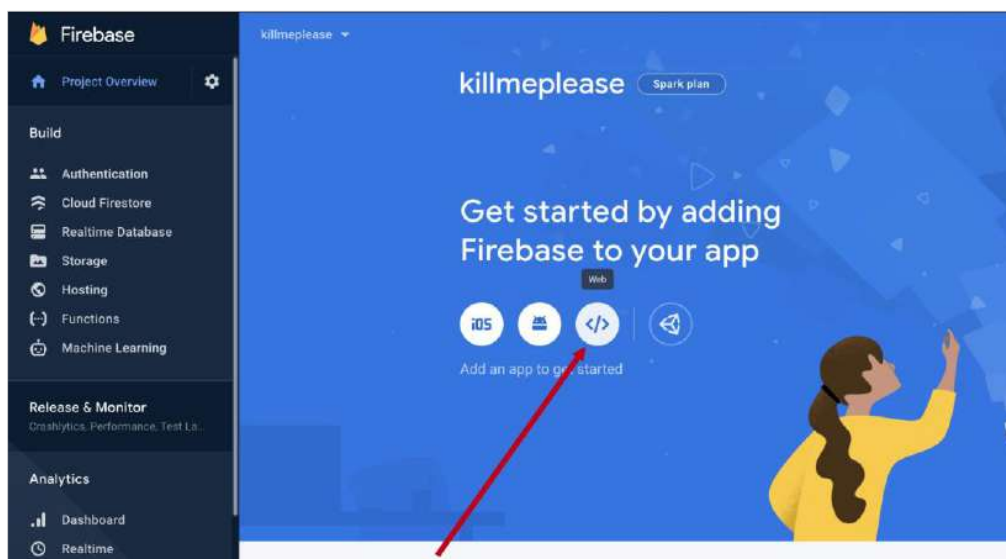 Firebase
killmeplease
Project Overview
killmeplease Spark plan
Build
Authentication
Cloud Firestore
Realtime Database
Storage
Hosting
Functions
Machine Learning
Get started by adding
Firebase to your app
Web
iOS
</>
Add an app to get started
Release & Monitor
Crashlytics, Performance, Test La...
Analytics
Dashboard
Realtime